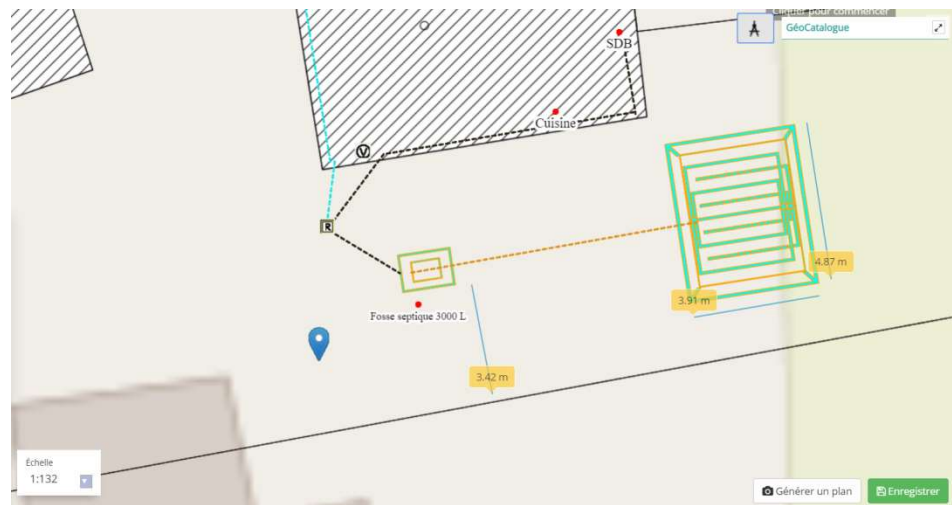 Cliquez pour commencer
GéoCatalogue
SDB
Cuisine
V
R
4.87 m
3.91 m
Fosse septique 3000 L
3.42 m
Échelle
1:132
Générer un plan
Enregistrer